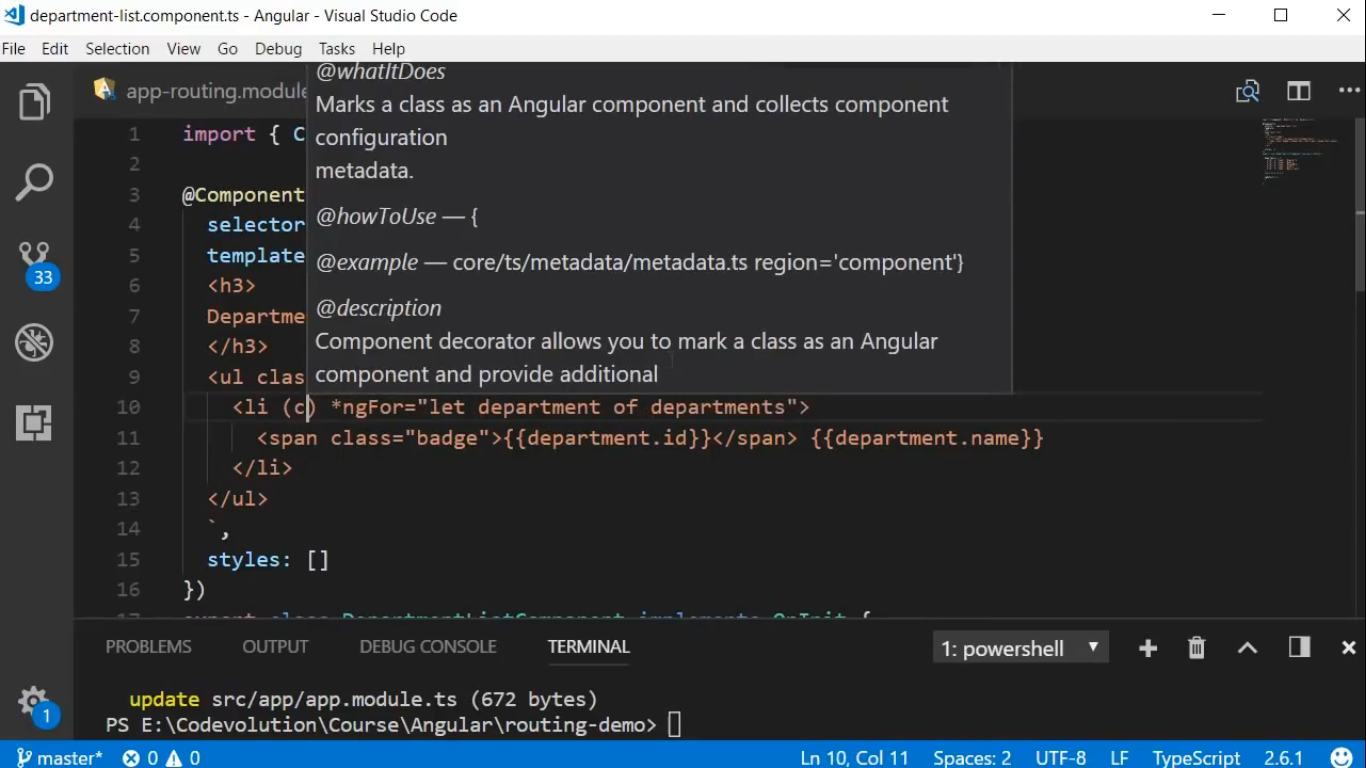 department-list.component.ts - Angular - Visual Studio Code
File Edit Selection View Go Debug Tasks Help
app-routing.module
@whatItDoes
Marks a class as an Angular component and collects component
configuration
metadata.
@howToUse — {
@example — core/ts/metadata/metadata.ts region='component'}
@description
Component decorator allows you to mark a class as an Angular
component and provide additional
1 import { C
2
3 @Component
4 selector
5 template
6 <h3>
7 Departme
8 </h3>
9 <ul clas
10 <li (c) *ngFor="let department of departments">
11 <span class="badge">{{department.id}}</span> {{department.name}}
12 </li>
13 </ul>
14 `,
15 styles: []
16 })
17 export class DepartmentListComponent implements OnInit {
33
1
PROBLEMS OUTPUT DEBUG CONSOLE TERMINAL 1: powershell
update src/app/app.module.ts (672 bytes)
PS E:\Codevolution\Course\Angular\routing-demo>
master* 0 0 Ln 10, Col 11 Spaces: 2 UTF-8 LF TypeScript 2.6.1